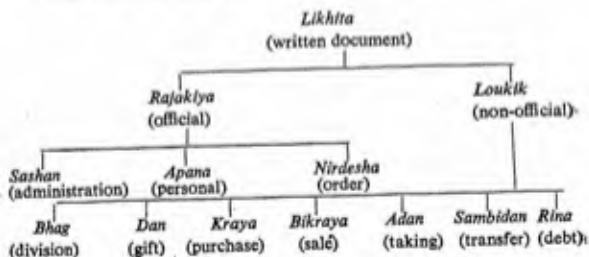 Likhita
(written document)
Rajakiya
(official)
Loukik
(non-official)
Sashan
(administration)
Apana
(personal)
Nirdesha
(order)
Bhag
(division)
Dan
(gift)
Kraya
(purchase)
Bikraya
(sale)
Adan
(taking)
Sambidan
(transfer)
Rina
(debt)